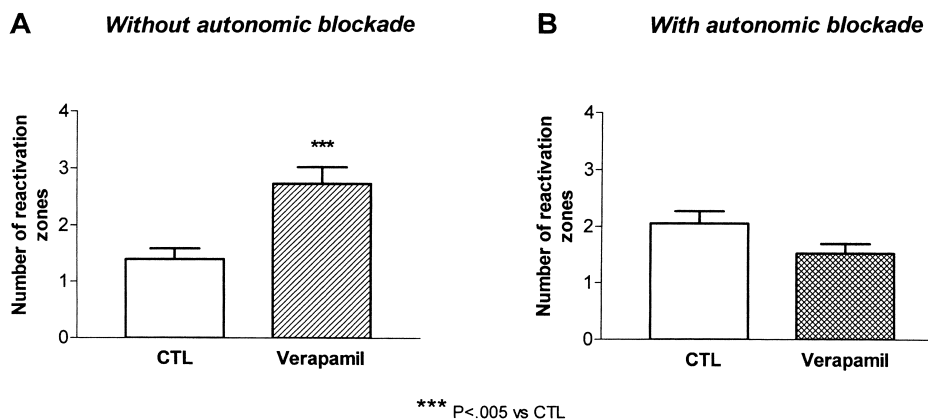 A Without autonomic blockade
Number of reactivation
zones
4
3
2
1
0
***
CTL Verapamil
B With autonomic blockade
Number of reactivation
zones
4
3
2
1
0
CTL Verapamil
*** P<.005 vs CTL